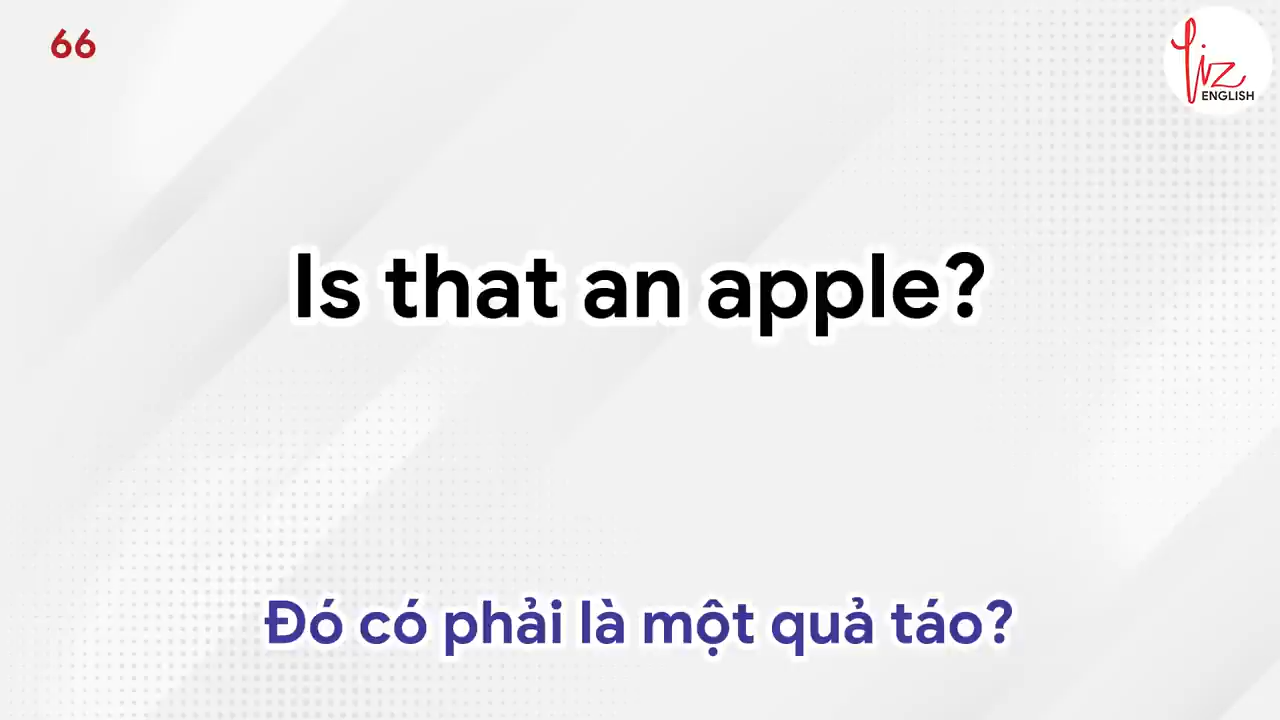 66
Liz
ENGLISH
Is that an apple?
Đó có phải là một quả táo?